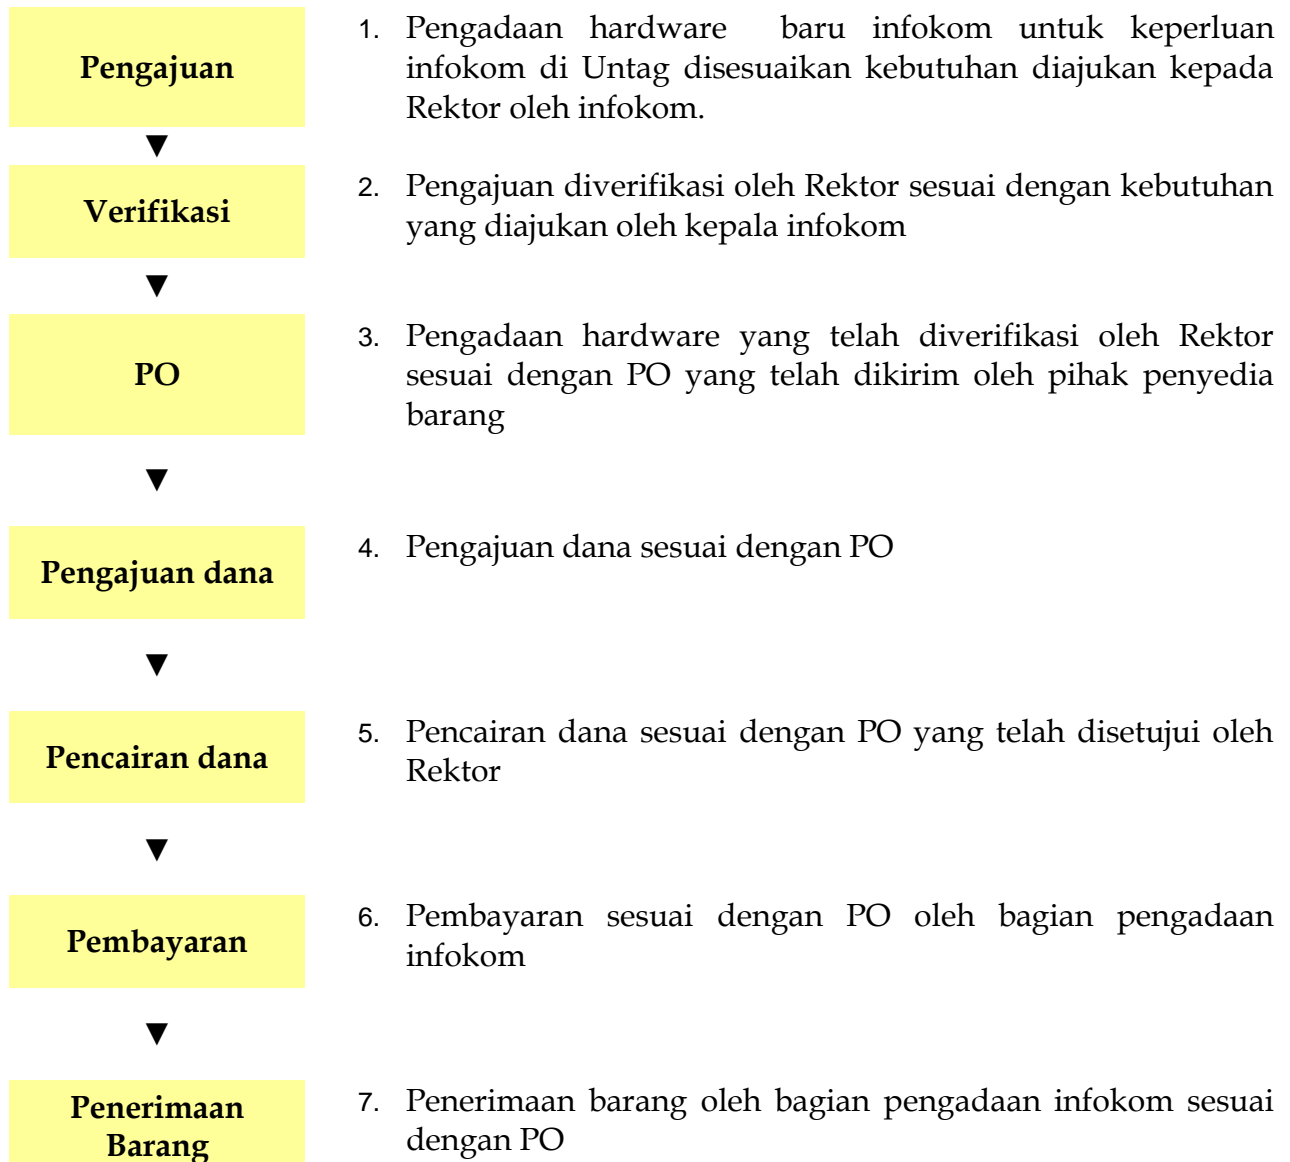 Pengajuan
1. Pengadaan hardware baru infokom untuk keperluan
infokom di Untag disesuaikan kebutuhan diajukan kepada
Rektor oleh infokom.
▼
Verifikasi
2. Pengajuan diverifikasi oleh Rektor sesuai dengan kebutuhan
yang diajukan oleh kepala infokom
▼
PO
3. Pengadaan hardware yang telah diverifikasi oleh Rektor
sesuai dengan PO yang telah dikirim oleh pihak penyedia
barang
▼
Pengajuan dana
4. Pengajuan dana sesuai dengan PO
▼
Pencairan dana
5. Pencairan dana sesuai dengan PO yang telah disetujui oleh
Rektor
▼
Pembayaran
6. Pembayaran sesuai dengan PO oleh bagian pengadaan
infokom
▼
Penerimaan
Barang
7. Penerimaan barang oleh bagian pengadaan infokom sesuai
dengan PO